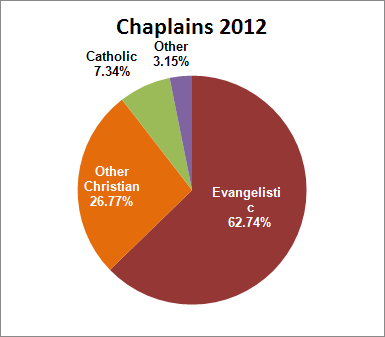 Chaplains 2012
Other
3.15%
Catholic
7.34%
Other
Christian
26.77%
Evangelisti
c
62.74%